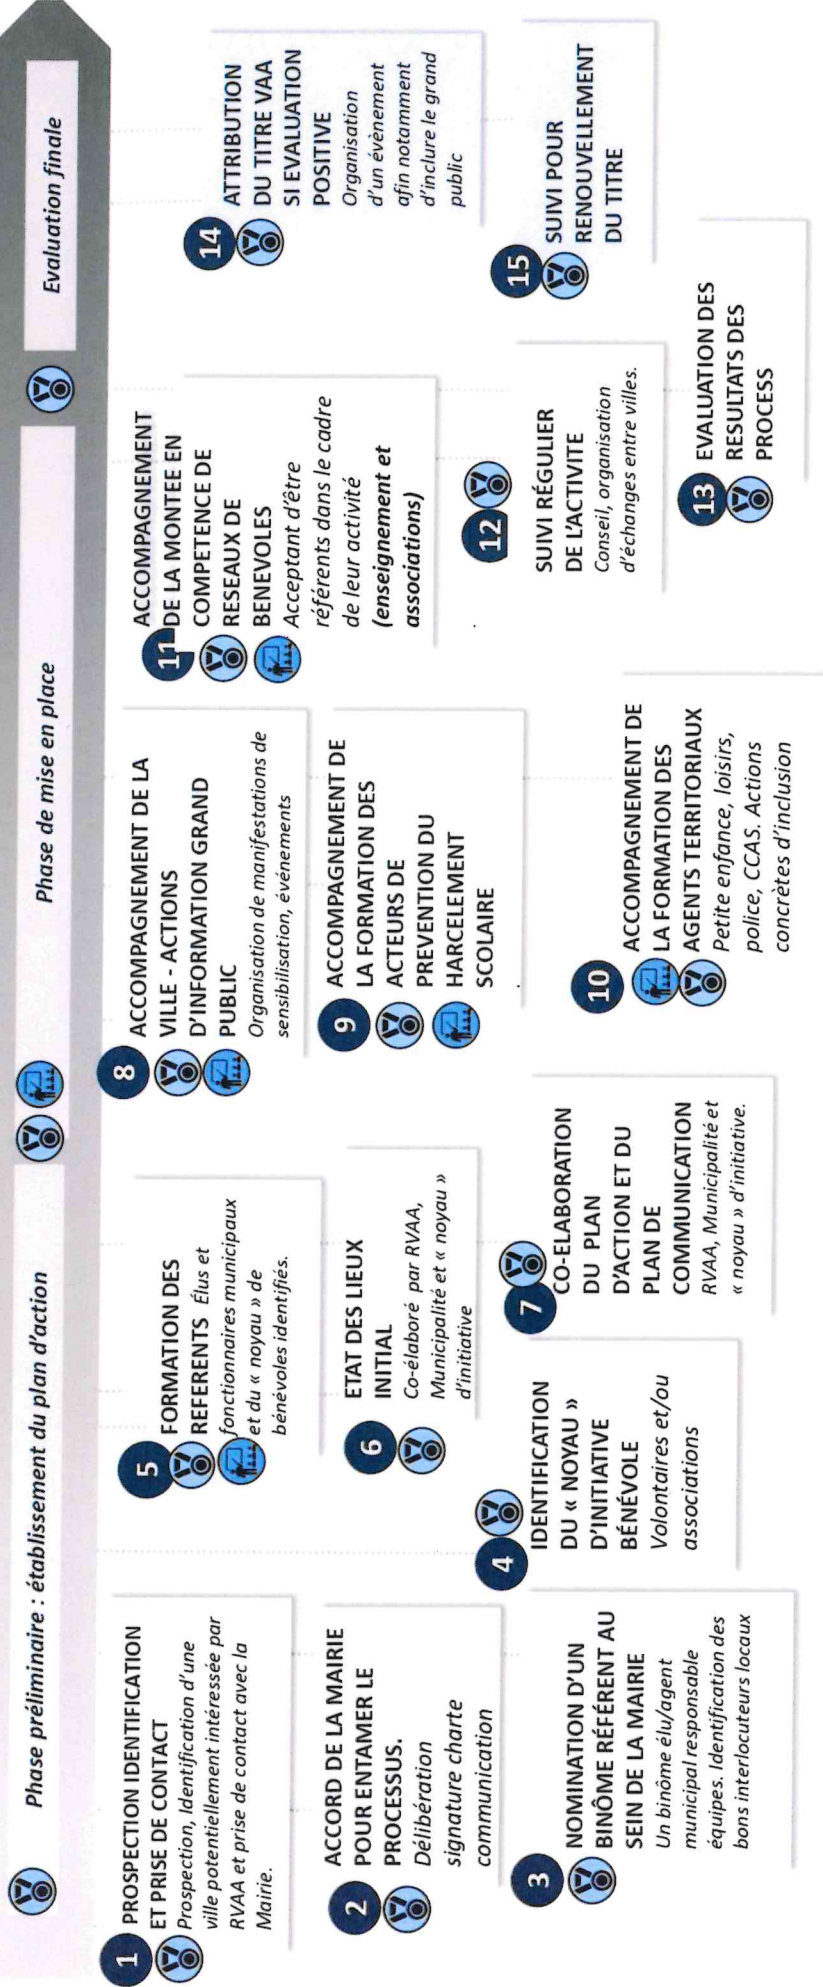 Phase préliminaire : établissement du plan d'action
Phase de mise en place
Evaluation finale
1
PROSPECTION IDENTIFICATION
ET PRISE DE CONTACT
Prospection, Identification d'une
ville potentiellement intéressée par
RVAA et prise de contact avec la
Mairie.
2
ACCORD DE LA MAIRIE
POUR ENTAMER LE
PROCESSUS.
Délibération
signature charte
communication
3
NOMINATION D'UN
BINÔME RÉFÉRENT AU
SEIN DE LA MAIRIE
Un binôme élu/agent
municipal responsable
équipes. Identification des
bons interlocuteurs locaux
4
IDENTIFICATION
DU « NOYAU »
D'INITIATIVE
BÉNÉVOLE
Volontaires et/ou
associations
5
FORMATION DES
REFERENTS Élus et
fonctionnaires municipaux
et du « noyau » de
bénévoles identifiés.
6
ETAT DES LIEUX
INITIAL
Co-élaboré par RVAA,
Municipalité et « noyau »
d'initiative
7
CO-ELABORATION
DU PLAN
D'ACTION ET DU
PLAN DE
COMMUNICATION
RVAA, Municipalité et
« noyau » d'initiative.
8
ACCOMPAGNEMENT DE LA
VILLE - ACTIONS
D'INFORMATION GRAND
PUBLIC
Organisation de manifestations de
sensibilisation, événements
9
ACCOMPAGNEMENT DE
LA FORMATION DES
ACTEURS DE
PREVENTION DU
HARCELEMENT
SCOLAIRE
10
ACCOMPAGNEMENT DE
LA FORMATION DES
AGENTS TERRITORIAUX
Petite enfance, loisirs,
police, CCAS. Actions
concrètes d'inclusion
11
ACCOMPAGNEMENT
DE LA MONTEE EN
COMPETENCE DE
RESEAUX DE
BENEVOLES
Acceptant d'être
référents dans le cadre
de leur activité
(enseignement et
associations)
12
SUIVI RÉGULIER
DE L'ACTIVITE
Conseil, organisation
d'échanges entre villes.
13
EVALUATION DES
RESULTATS DES
PROCESS
14
ATTRIBUTION
DU TITRE VAA
SI EVALUATION
POSITIVE
Organisation
d'un évènement
afin notamment
d'inclure le grand
public
15
SUIVI POUR
RENOUVELLEMENT
DU TITRE